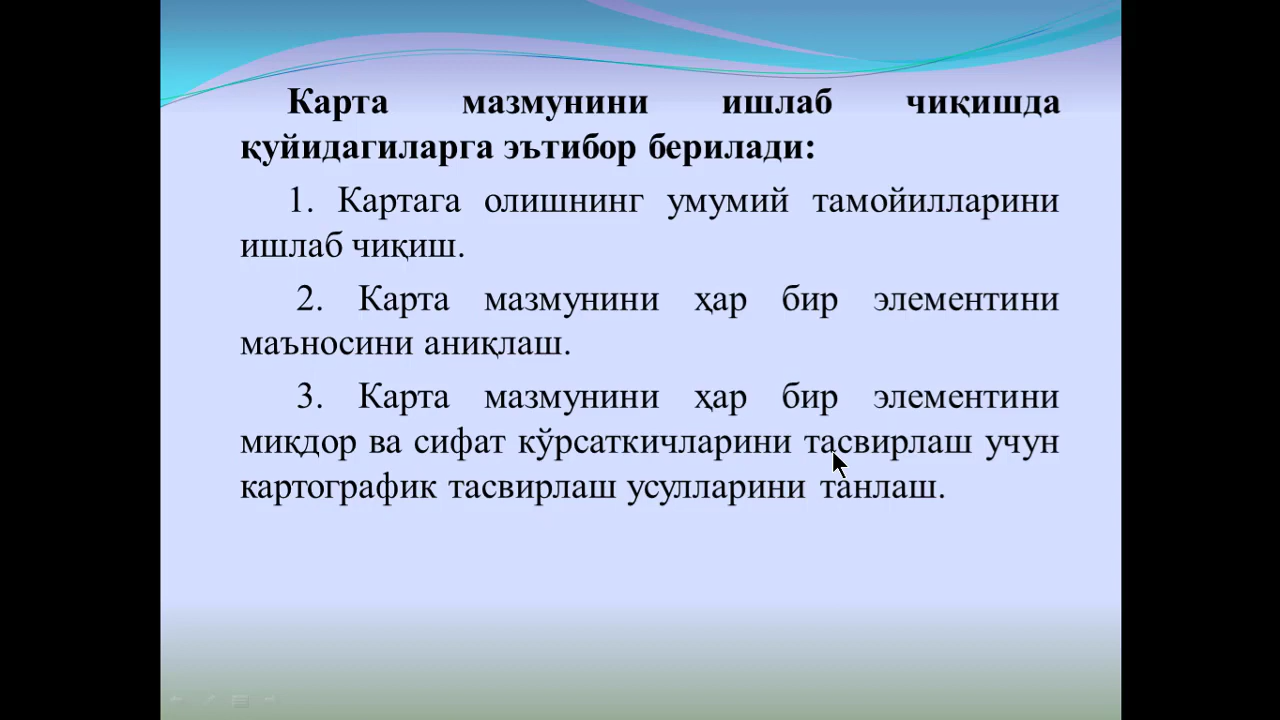 Карта мазмунини ишлаб чиқишда
қуйидагиларга эътибор берилади:
1. Картага олишнинг умумий тамойилларини
ишлаб чиқиш.
2. Карта мазмунини ҳар бир элементини
маъносини аниқлаш.
3. Карта мазмунини ҳар бир элементини
миқдор ва сифат кўрсаткичларини тасвирлаш учун
картографик тасвирлаш усулларини танлаш.